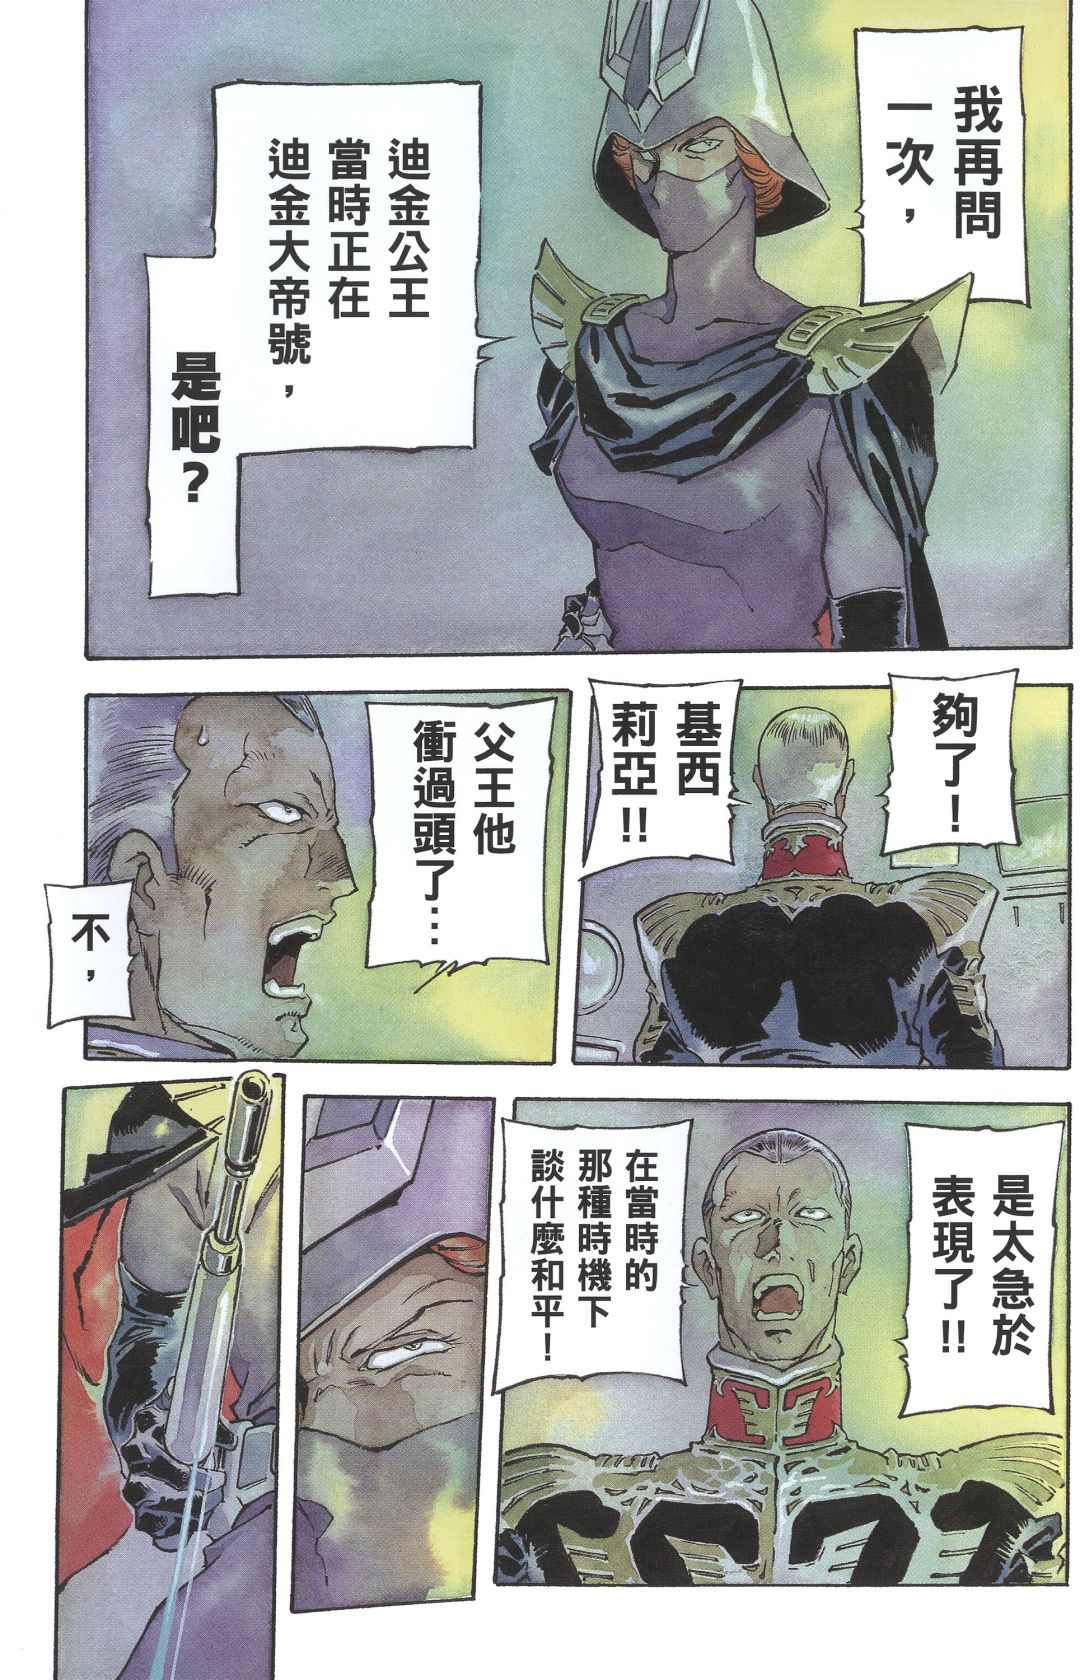 我再問
一次，
迪金公王
當時正在
迪金大帝號，
是吧？
夠了！
基西
莉亞!!
父王他
衝過頭了…
不，
是太急於
表現了!!
在當時的
那種時機下
談什麼和平！